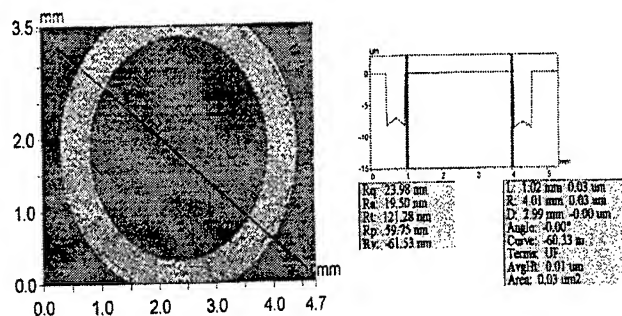 mm
3.5
2.0
1.0
0.0
0.0 1.0 2.0 3.0 4.7
mm
um
0
-5
-10
-15
0 1 2 3 4
Rq: 23.98 nm
Ra: 19.50 nm
Rt: 121.28 nm
Rp: 59.75 nm
Rv: -61.53 nm
L: 1.02 mm 0.03 um
R: 4.01 mm 0.03 um
D: 2.99 mm -0.00 um
Angle: -0.00°
Curve: -60.33 m
Terms:
AvgHt: 0.01 um
Area: 0.03 um2